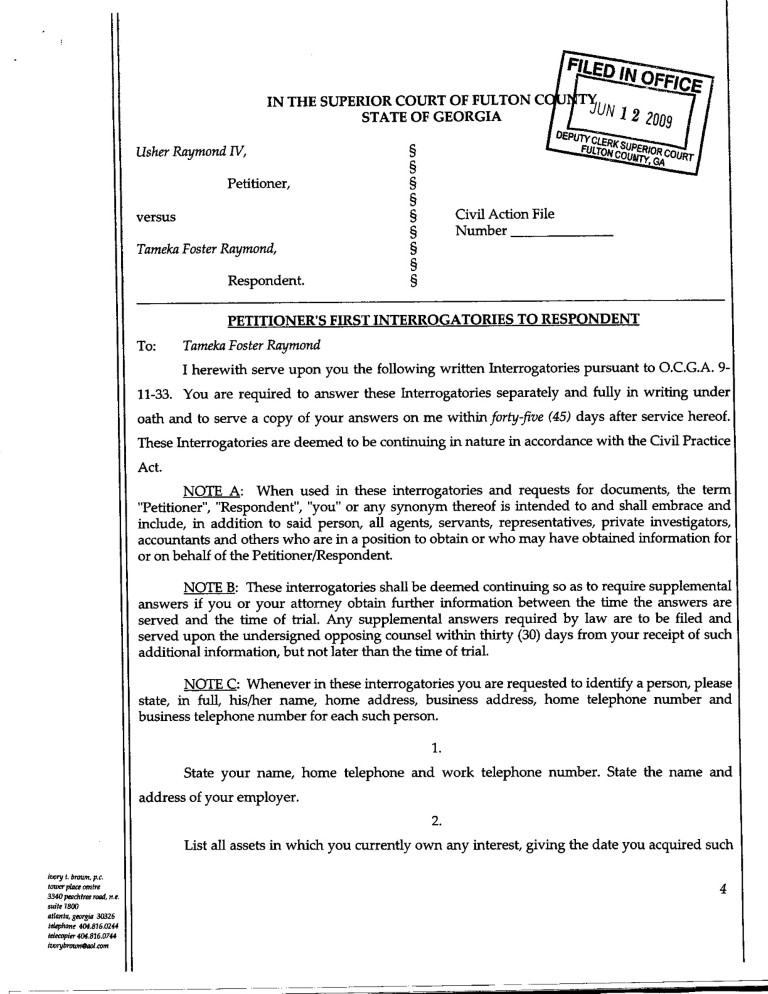 FILED IN OFFICE
JUN 12 2009
DEPUTY CLERK SUPERIOR COURT
FULTON COUNTY, GA
IN THE SUPERIOR COURT OF FULTON COUNTY
STATE OF GEORGIA
Usher Raymond IV, §
§
Petitioner, §
§
versus § Civil Action File
§ Number ____________
Tameka Foster Raymond, §
§
Respondent. §
PETITIONER'S FIRST INTERROGATORIES TO RESPONDENT
To: Tameka Foster Raymond
I herewith serve upon you the following written Interrogatories pursuant to O.C.G.A. 9-
11-33. You are required to answer these Interrogatories separately and fully in writing under
oath and to serve a copy of your answers on me within forty-five (45) days after service hereof.
These Interrogatories are deemed to be continuing in nature in accordance with the Civil Practice
Act.
NOTE A: When used in these interrogatories and requests for documents, the term
"Petitioner", "Respondent", "you" or any synonym thereof is intended to and shall embrace and
include, in addition to said person, all agents, servants, representatives, private investigators,
accountants and others who are in a position to obtain or who may have obtained information for
or on behalf of the Petitioner/Respondent.
NOTE B: These interrogatories shall be deemed continuing so as to require supplemental
answers if you or your attorney obtain further information between the time the answers are
served and the time of trial. Any supplemental answers required by law are to be filed and
served upon the undersigned opposing counsel within thirty (30) days from your receipt of such
additional information, but not later than the time of trial.
NOTE C: Whenever in these interrogatories you are requested to identify a person, please
state, in full, his/her name, home address, business address, home telephone number and
business telephone number for each such person.
1.
State your name, home telephone and work telephone number. State the name and
address of your employer.
2.
List all assets in which you currently own any interest, giving the date you acquired such
4
ivory t. brown, p.c.
tower place centre
3340 peachtree road, n.e.
suite 1800
atlanta, georgia 30326
telephone 404.816.0244
telecopier 404.816.0744
ivorybrown@aol.com